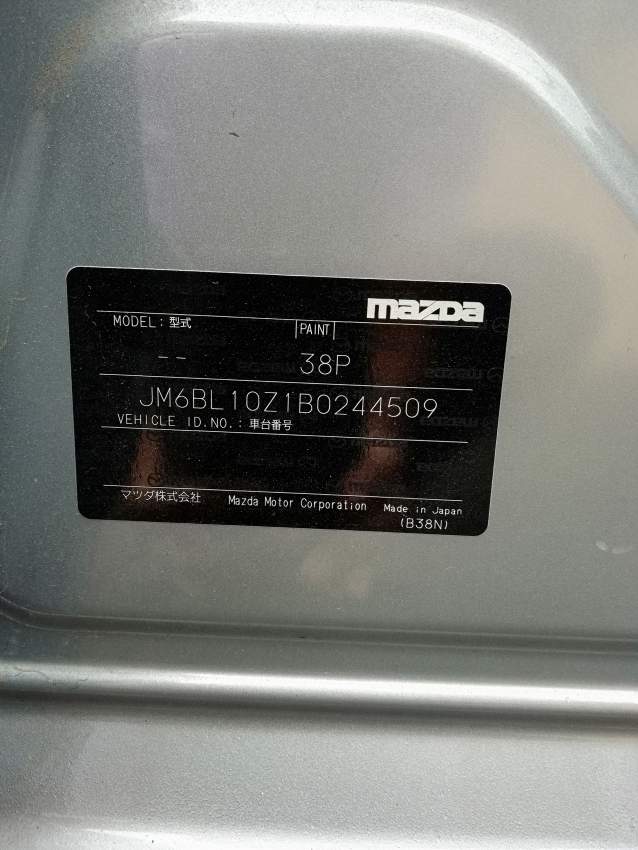 mazda
MODEL: 型式 PAINT
-- 38P
JM6BL10Z1B0244509
VEHICLE ID.NO.: 車台番号
マツダ株式会社 Mazda Motor Corporation Made in Japan
(B38N)